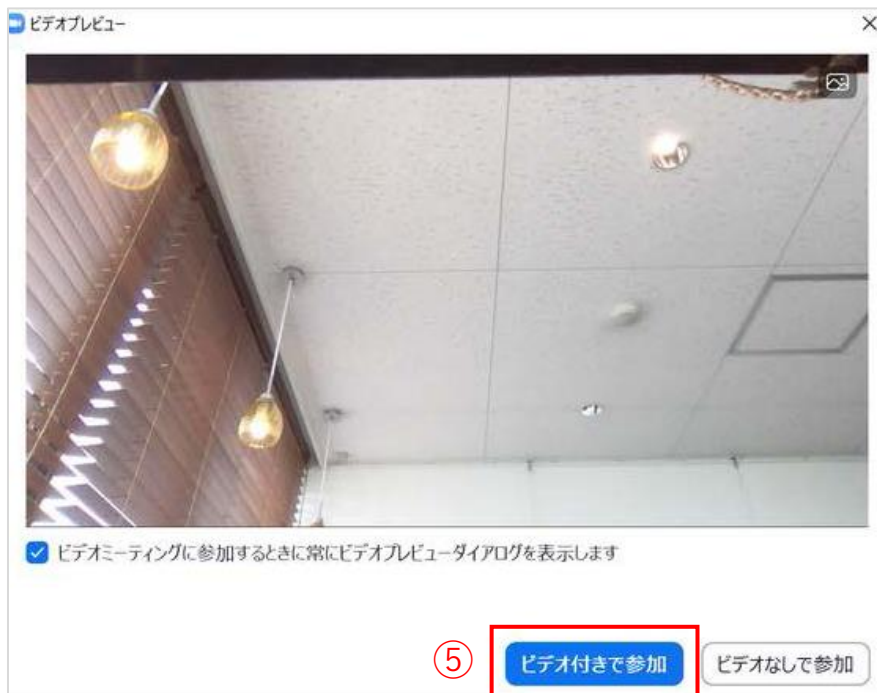 ビデオプレビュー
ビデオミーティングに参加するときに常にビデオプレビューダイアログを表示します
⑤
ビデオ付きで参加
ビデオなしで参加